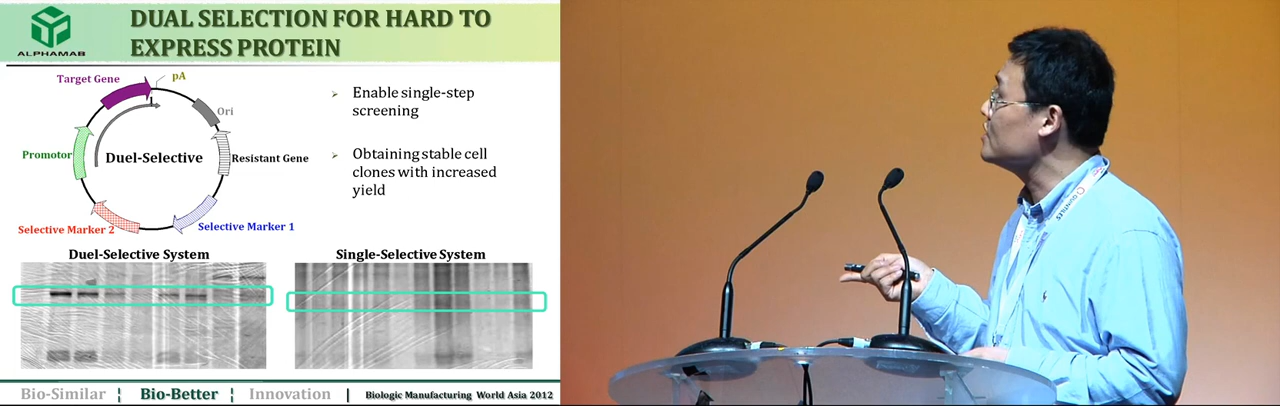 ALPHAMAB
DUAL SELECTION FOR HARD TO
EXPRESS PROTEIN
Target Gene
pA
Ori
Promotor
Duel-Selective
Resistant Gene
Selective Marker 2
Selective Marker 1
➢ Enable single-step
screening
➢ Obtaining stable cell
clones with increased
yield
Duel-Selective System
Single-Selective System
Bio-Similar ¦ Bio-Better ¦ Innovation | Biologic Manufacturing World Asia 2012
QUINTILES